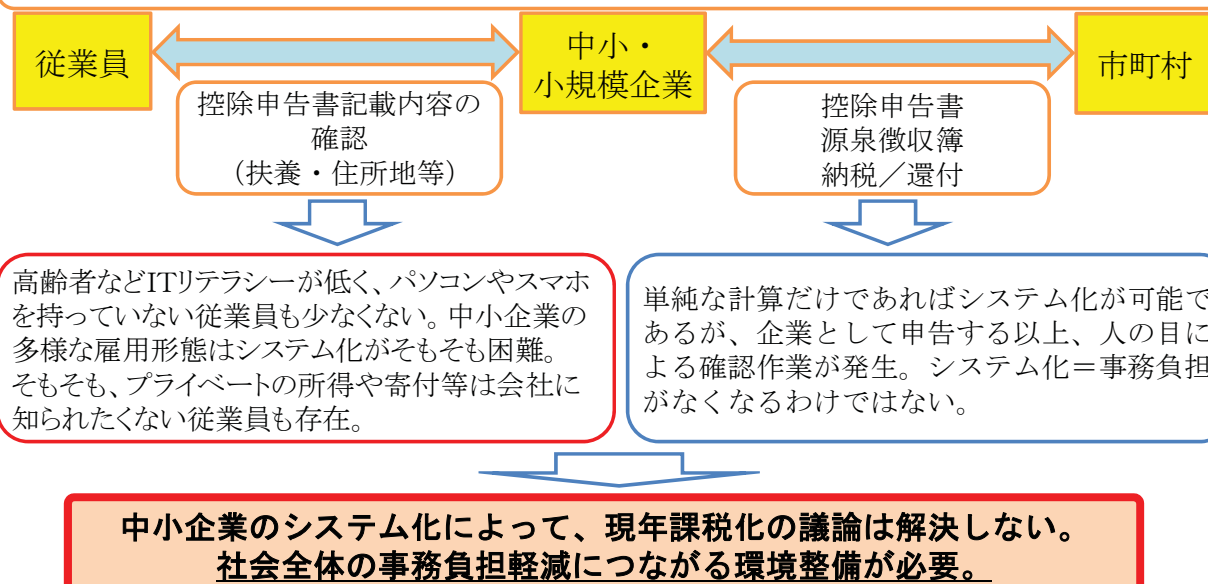 従業員
中小・
小規模企業
市町村
控除申告書記載内容の
確認
（扶養・住所地等）
控除申告書
源泉徴収簿
納税／還付
高齢者などITリテラシーが低く、パソコンやスマホ
を持っていない従業員も少なくない。中小企業の
多様な雇用形態はシステム化がそもそも困難。
そもそも、プライベートの所得や寄付等は会社に
知られたくない従業員も存在。
単純な計算だけであればシステム化が可能で
あるが、企業として申告する以上、人の目に
よる確認作業が発生。システム化＝事務負担
がなくなるわけではない。
中小企業のシステム化によって、現年課税化の議論は解決しない。
社会全体の事務負担軽減につながる環境整備が必要。